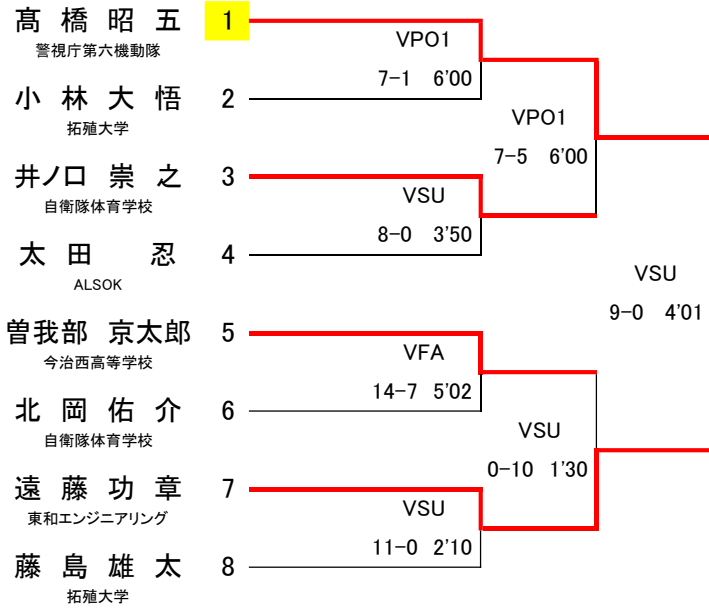 髙 橋 昭 五 1
警視庁第六機動隊
VPO1
7-1 6'00
小 林 大 悟 2
拓殖大学
VPO1
7-5 6'00
井ノ口 崇 之 3
自衛隊体育学校
VSU
8-0 3'50
太 田 忍 4
ALSOK
VSU
9-0 4'01
曽我部 京太郎 5
今治西高等学校
VFA
14-7 5'02
北 岡 佑 介 6
自衛隊体育学校
VSU
0-10 1'30
遠 藤 功 章 7
東和エンジニアリング
VSU
11-0 2'10
藤 島 雄 太 8
拓殖大学